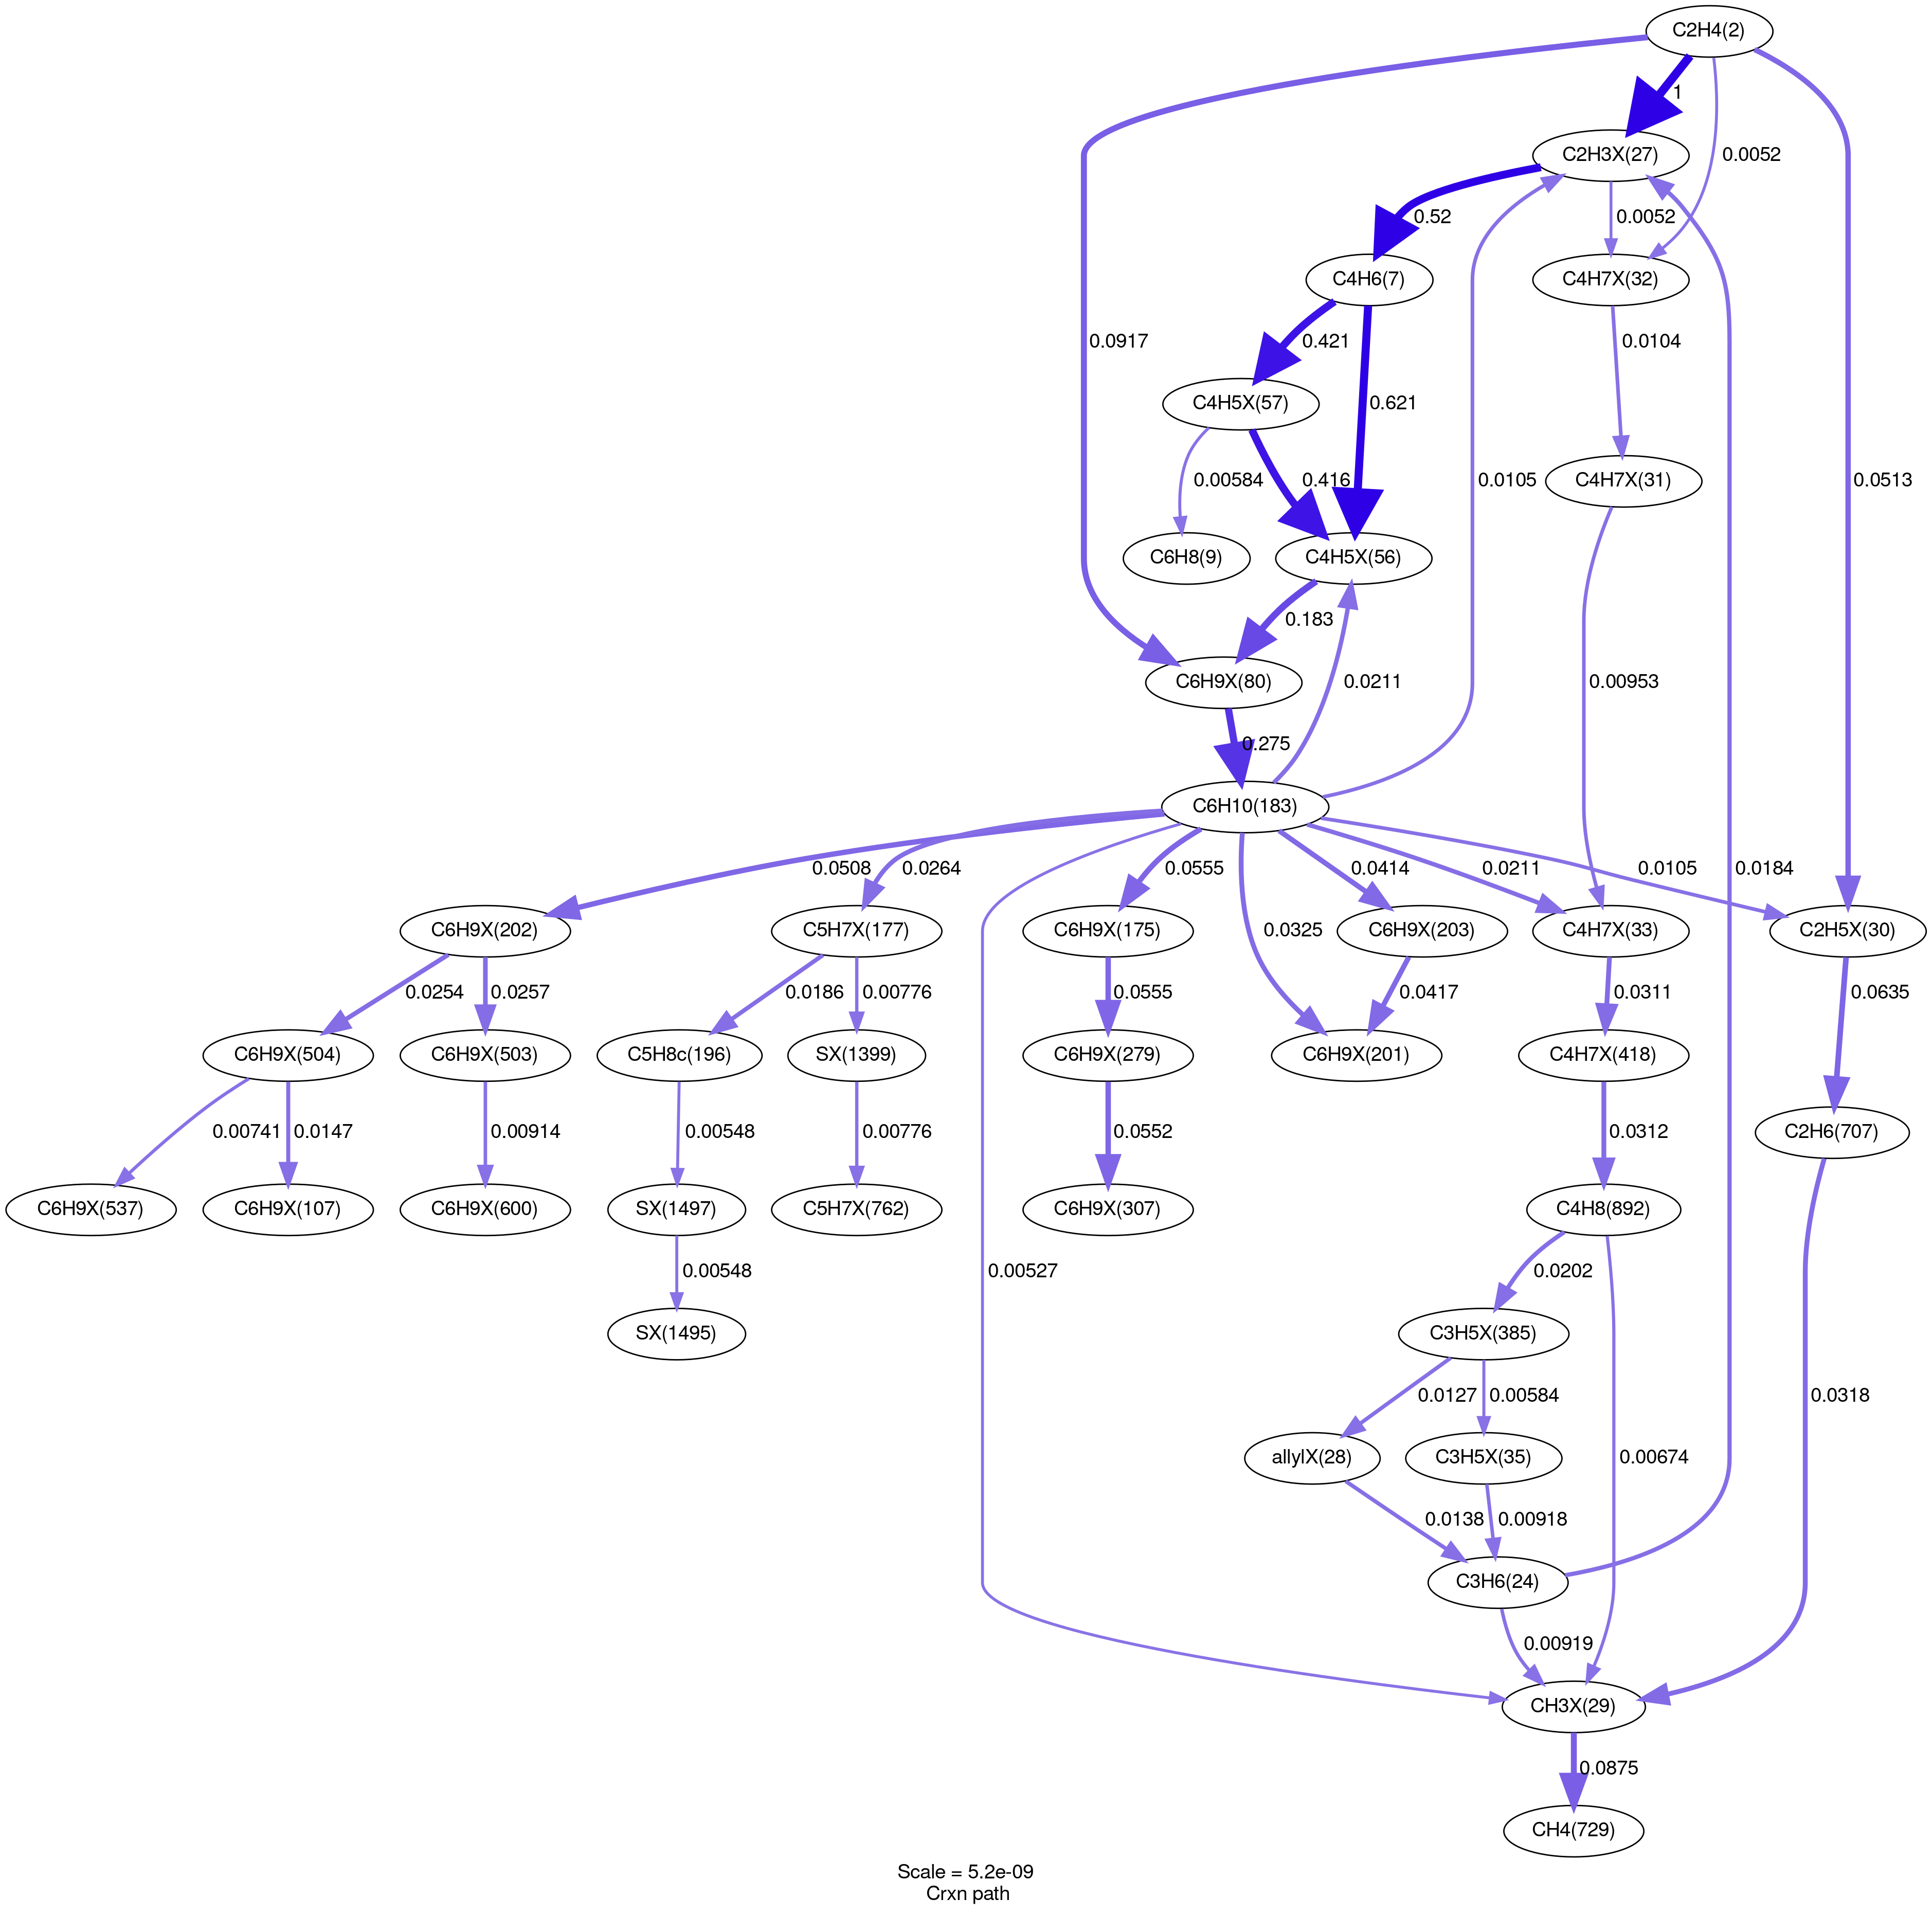 C2H4(2)
1
C2H3X(27)
0.0052
0.52
0.0052
C4H6(7)
C4H7X(32)
0.0917
0.421
0.0104
C4H5X(57)
0.621
C4H7X(31)
0.00584
0.416
0.0105
0.0513
C6H8(9)
C4H5X(56)
0.183
C6H9X(80)
0.0211
0.00953
0.275
C6H10(183)
0.0508
0.0264
0.0555
0.0414
0.0211
0.0105
0.0184
C6H9X(202)
C5H7X(177)
C6H9X(175)
0.0325
C6H9X(203)
C4H7X(33)
C2H5X(30)
0.0254
0.0257
0.0186
0.00776
0.0555
0.0417
0.0311
0.0635
C6H9X(504)
C6H9X(503)
C5H8c(196)
SX(1399)
C6H9X(279)
C6H9X(201)
C4H7X(418)
0.00741
0.0147
0.00914
0.00548
0.00776
0.0552
0.0312
C2H6(707)
C6H9X(537)
C6H9X(107)
C6H9X(600)
SX(1497)
C5H7X(762)
C6H9X(307)
C4H8(892)
0.00548
0.00527
0.0202
SX(1495)
C3H5X(385)
0.0127
0.00584
0.0318
allylX(28)
C3H5X(35)
0.00674
0.0138
0.00918
C3H6(24)
0.00919
CH3X(29)
0.0875
CH4(729)
Scale = 5.2e-09
Crxn path